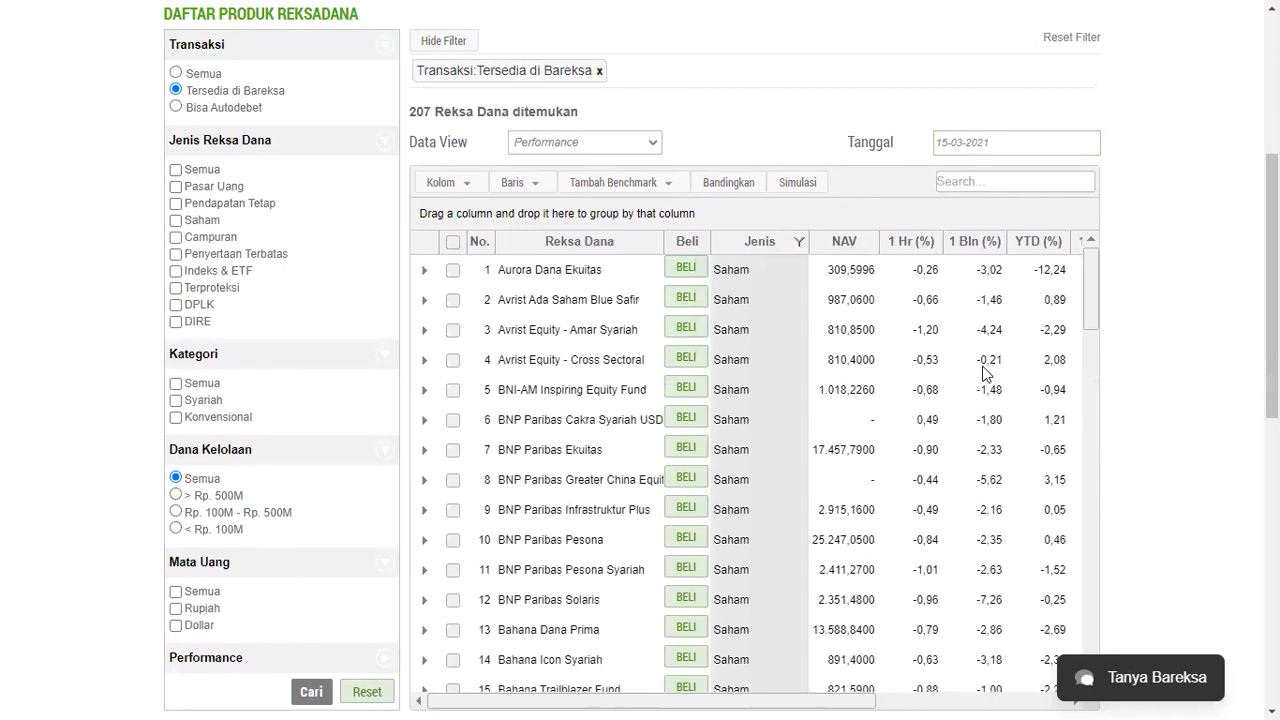 DAFTAR PRODUK REKSADANA
Transaksi
Semua
Tersedia di Bareksa
Bisa Autodebet
Jenis Reksa Dana
Semua
Pasar Uang
Pendapatan Tetap
Saham
Campuran
Penyertaan Terbatas
Indeks & ETF
Terproteksi
DPLK
DIRE
Kategori
Semua
Syariah
Konvensional
Dana Kelolaan
Semua
> Rp. 500M
Rp. 100M - Rp. 500M
< Rp. 100M
Mata Uang
Semua
Rupiah
Dollar
Performance
Cari Reset
Hide Filter Reset Filter
Transaksi:Tersedia di Bareksa x
207 Reksa Dana ditemukan
Data View Performance Tanggal 15-03-2021
Kolom Baris Tambah Benchmark Bandingkan Simulasi Search...
Drag a column and drop it here to group by that column
No. Reksa Dana Beli Jenis NAV 1 Hr (%) 1 Bln (%) YTD (%)
1 Aurora Dana Ekuitas BELI Saham 309,5996 -0,26 -3,02 -12,24
2 Avrist Ada Saham Blue Safir BELI Saham 987,0600 -0,66 -1,46 0,89
3 Avrist Equity - Amar Syariah BELI Saham 810,8500 -1,20 -4,24 -2,29
4 Avrist Equity - Cross Sectoral BELI Saham 810,4000 -0,53 -0,21 2,08
5 BNI-AM Inspiring Equity Fund BELI Saham 1.018,2260 -0,68 -1,48 -0,94
6 BNP Paribas Cakra Syariah USD BELI Saham - 0,49 -1,80 1,21
7 BNP Paribas Ekuitas BELI Saham 17.457,7900 -0,90 -2,33 -0,65
8 BNP Paribas Greater China Equit BELI Saham - -0,44 -5,62 3,15
9 BNP Paribas Infrastruktur Plus BELI Saham 2.915,1600 -0,49 -2,16 0,05
10 BNP Paribas Pesona BELI Saham 25.247,0500 -0,84 -2,35 0,46
11 BNP Paribas Pesona Syariah BELI Saham 2.411,2700 -1,01 -2,63 -1,52
12 BNP Paribas Solaris BELI Saham 2.351,4800 -0,96 -7,26 -0,25
13 Bahana Dana Prima BELI Saham 13.588,8400 -0,79 -2,86 -2,69
14 Bahana Icon Syariah BELI Saham 891,4000 -0,63 -3,18
15 Bahana Trailblazer Fund BELI Saham 821,5900 -0,88 -1,00
Tanya Bareksa